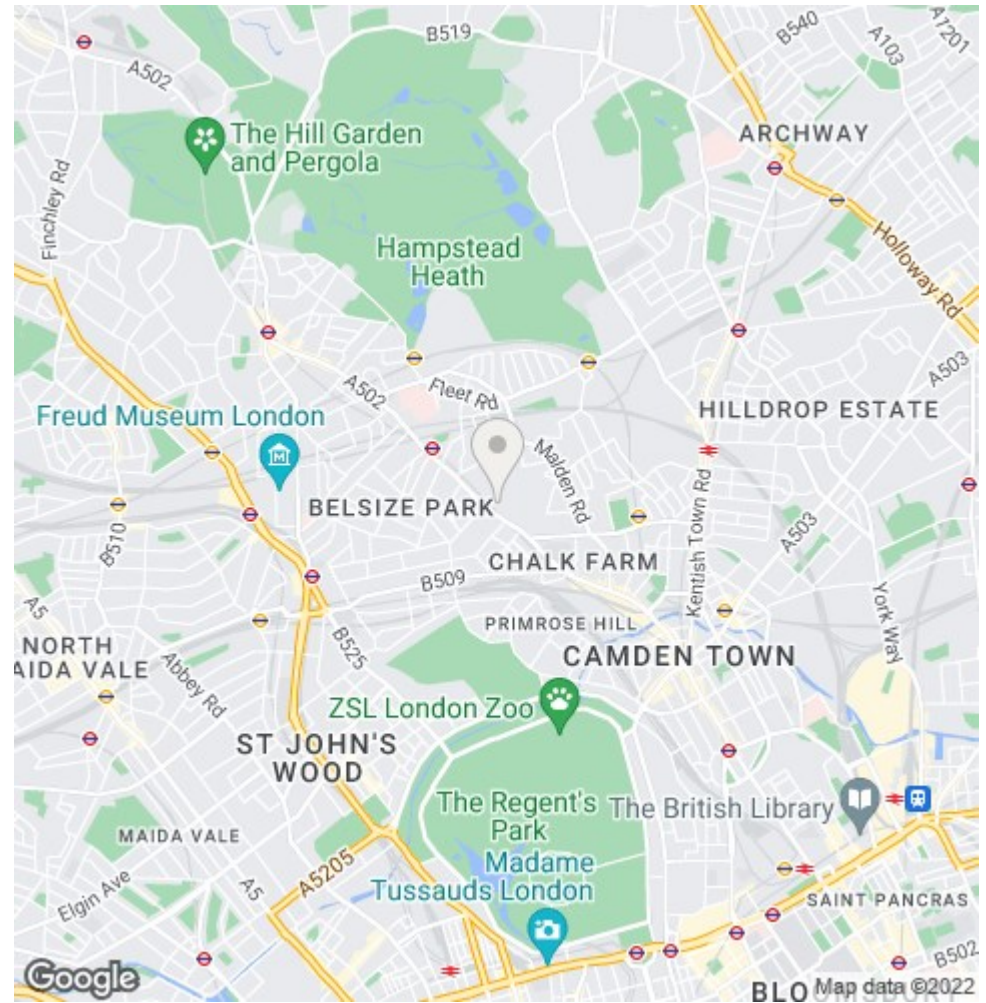 B519
B540
A103
A1201
A502
The Hill Garden
and Pergola
ARCHWAY
Finchley Rd
Hampstead
Heath
Holloway Rd
A502
Fleet Rd
A503
Freud Museum London
HILLDROP ESTATE
Malden Rd
BELSIZE PARK
B510
A503
Kentish Town Rd
CHALK FARM
B509
A5
York Way
PRIMROSE HILL
NORTH
AIDA VALE
B525
CAMDEN TOWN
Abbey Rd
ZSL London Zoo
ST JOHN'S
WOOD
The Regent's
Park
The British Library
MAIDA VALE
Madame
Tussauds London
A5205
Elgin Ave
A5
SAINT PANCRAS
B502
Google
BLO
Map data ©2022